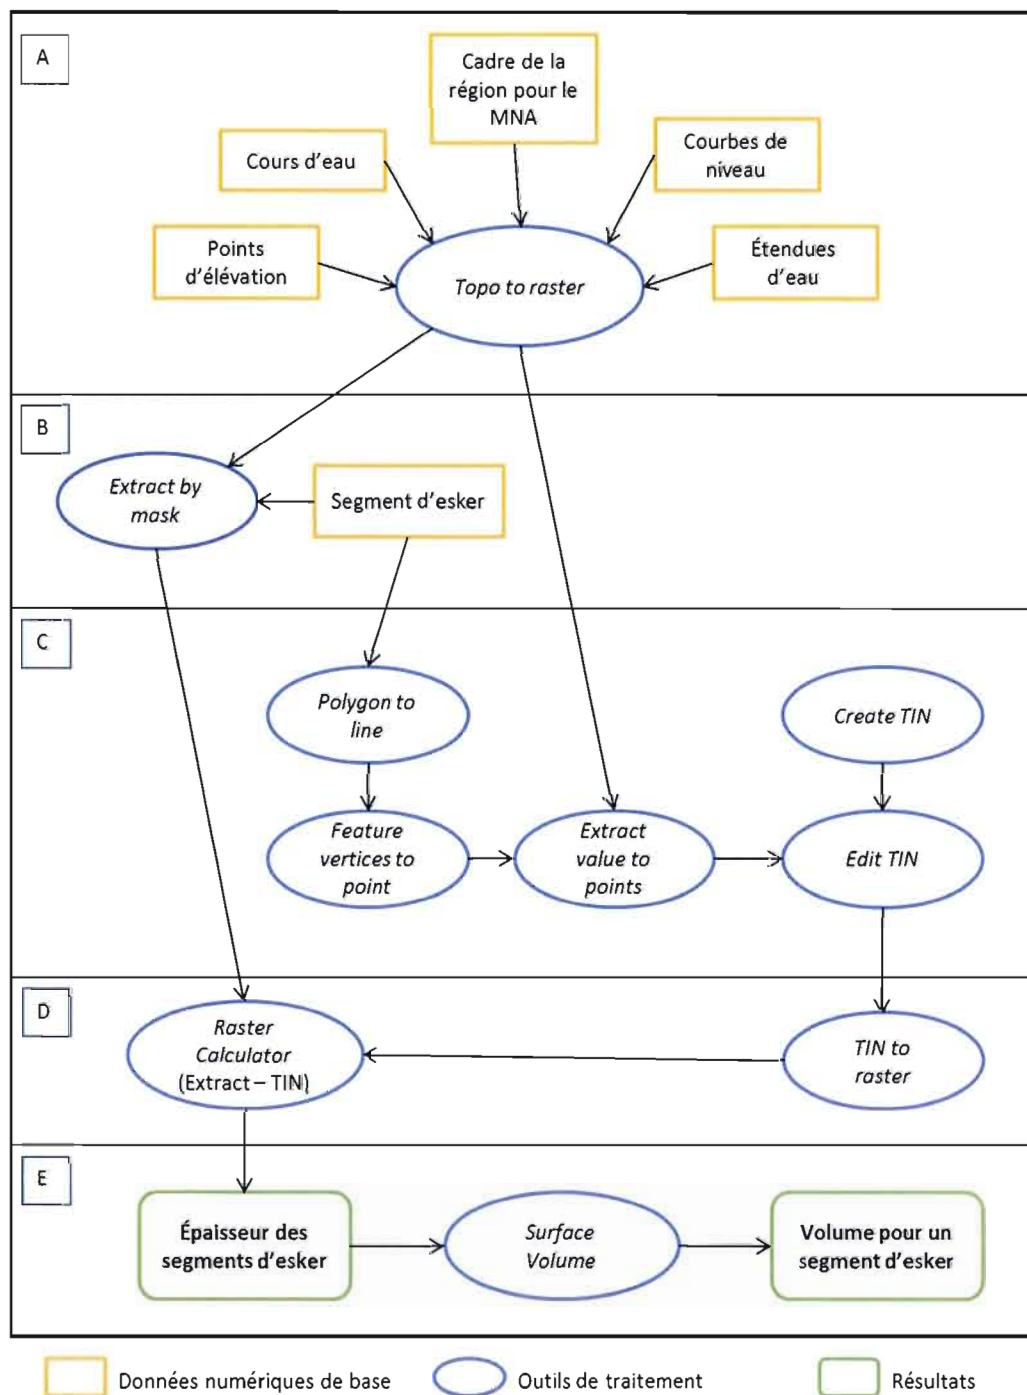 A
Cadre de la
région pour le
MNA
Cours d'eau
Courbes de
niveau
Points
d'élévation
Topo to raster
Étendues
d'eau
B
Extract by
mask
Segment d'esker
C
Polygon to
line
Create TIN
Feature
vertices to
point
Extract
value to
points
Edit TIN
D
Raster
Calculator
(Extract – TIN)
TIN to
raster
E
Épaisseur des
segments d'esker
Surface
Volume
Volume pour un
segment d'esker
Données numériques de base
Outils de traitement
Résultats